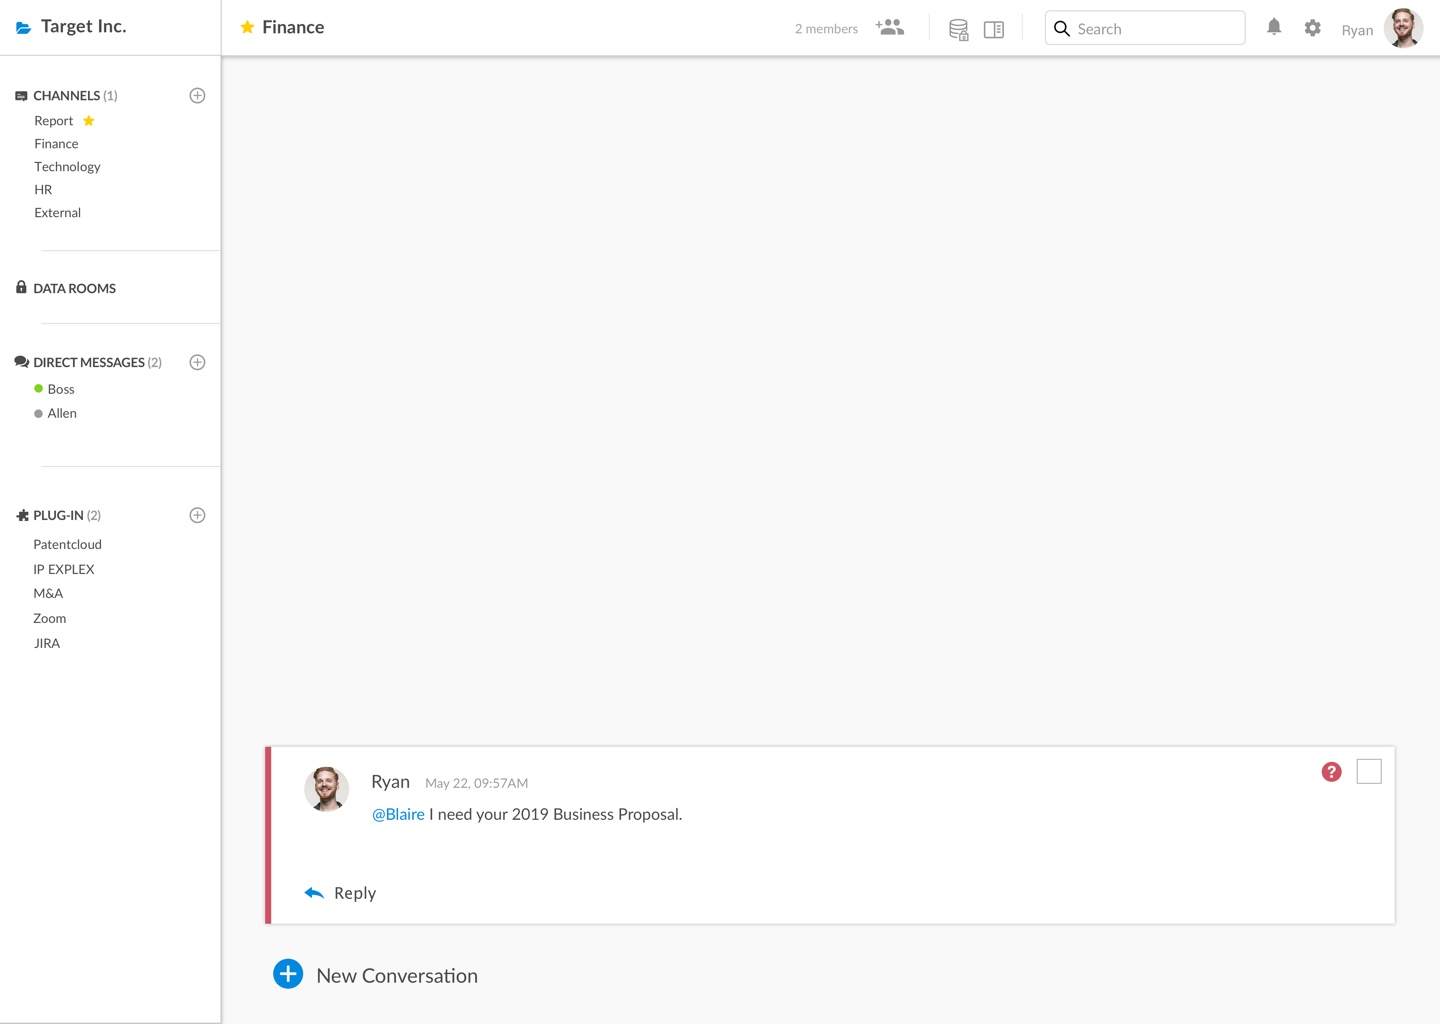 Target Inc.
Finance
2 members
Search
Ryan
CHANNELS (1)
Report
Finance
Technology
HR
External
DATA ROOMS
DIRECT MESSAGES (2)
Boss
Allen
PLUG-IN (2)
Patentcloud
IP EXPLEX
M&A
Zoom
JIRA
Ryan May 22, 09:57AM
?
@Blaire I need your 2019 Business Proposal.
Reply
New Conversation